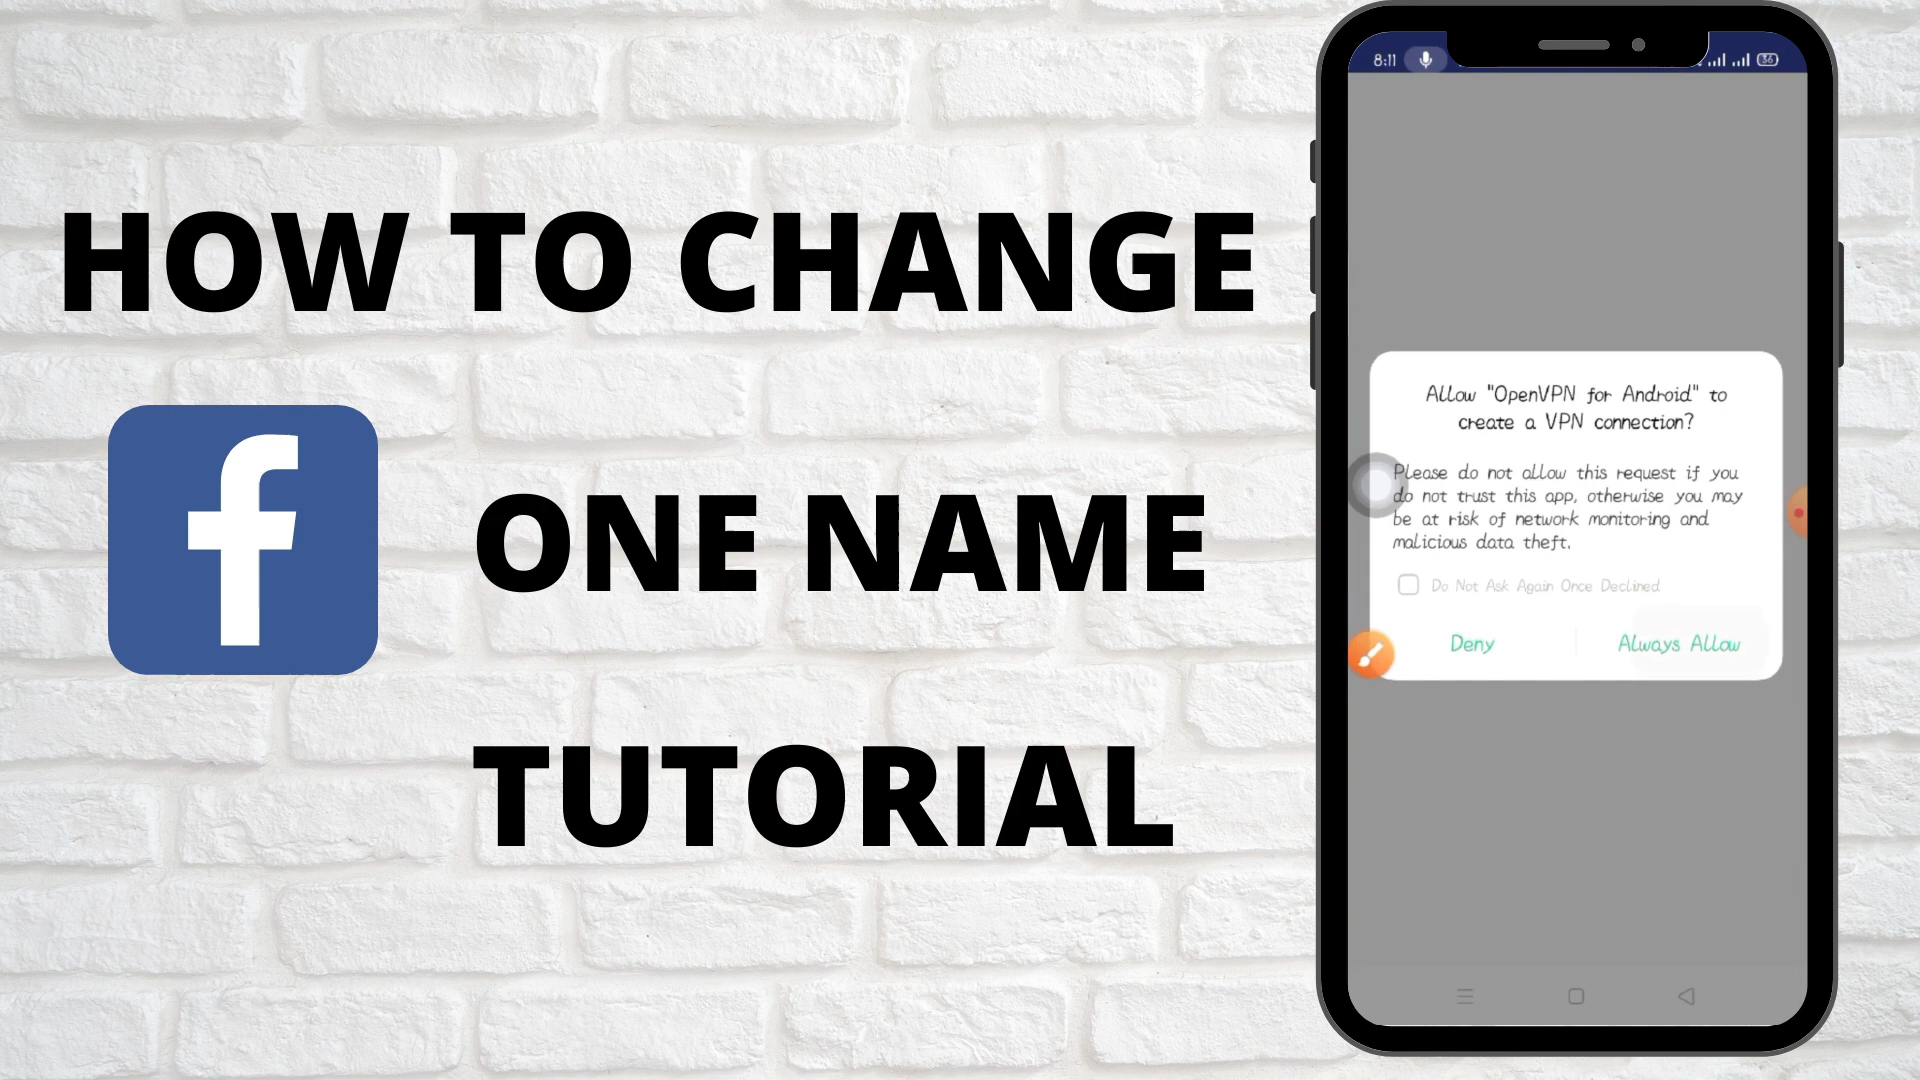 HOW TO CHANGE
f
ONE NAME
TUTORIAL
8:11
56
Allow "OpenVPN for Android" to
create a VPN connection?
Please do not allow this request if you
do not trust this app, otherwise you may
be at risk of network monitoring and
malicious data theft.
Do Not Ask Again Once Declined
Deny
Always Allow